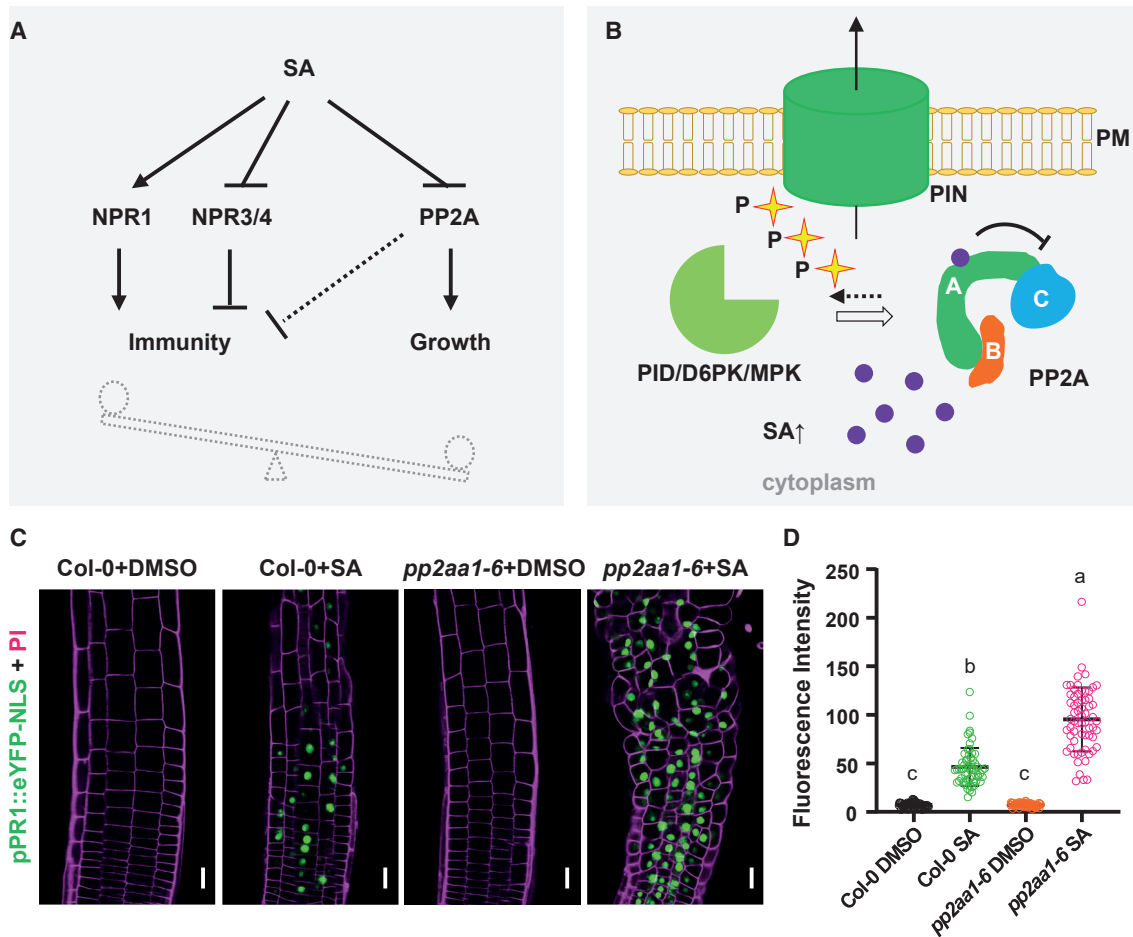 A
SA
NPR1 NPR3/4 PP2A
Immunity Growth
B
PM
PIN
P
P
P
A
C
B
PID/D6PK/MPK
PP2A
SA↑
cytoplasm
C
Col-0+DMSO Col-0+SA pp2aa1-6+DMSO pp2aa1-6+SA
pPR1::eYFP-NLS + PI
D
Fluorescence Intensity
250
200
150
100
50
0
c
b
c
a
Col-0 DMSO
Col-0 SA
pp2aa1-6 DMSO
pp2aa1-6 SA